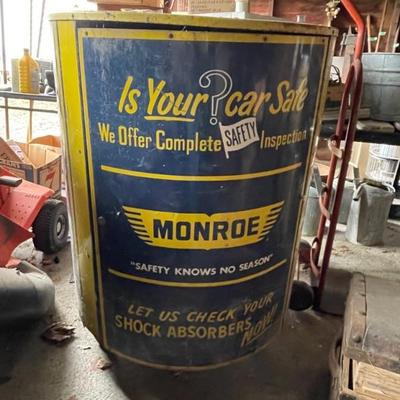 Is Your ? car Safe
We Offer Complete SAFETY Inspection
MONROE
"SAFETY KNOWS NO SEASON"
LET US CHECK YOUR
SHOCK ABSORBERS NOW!!